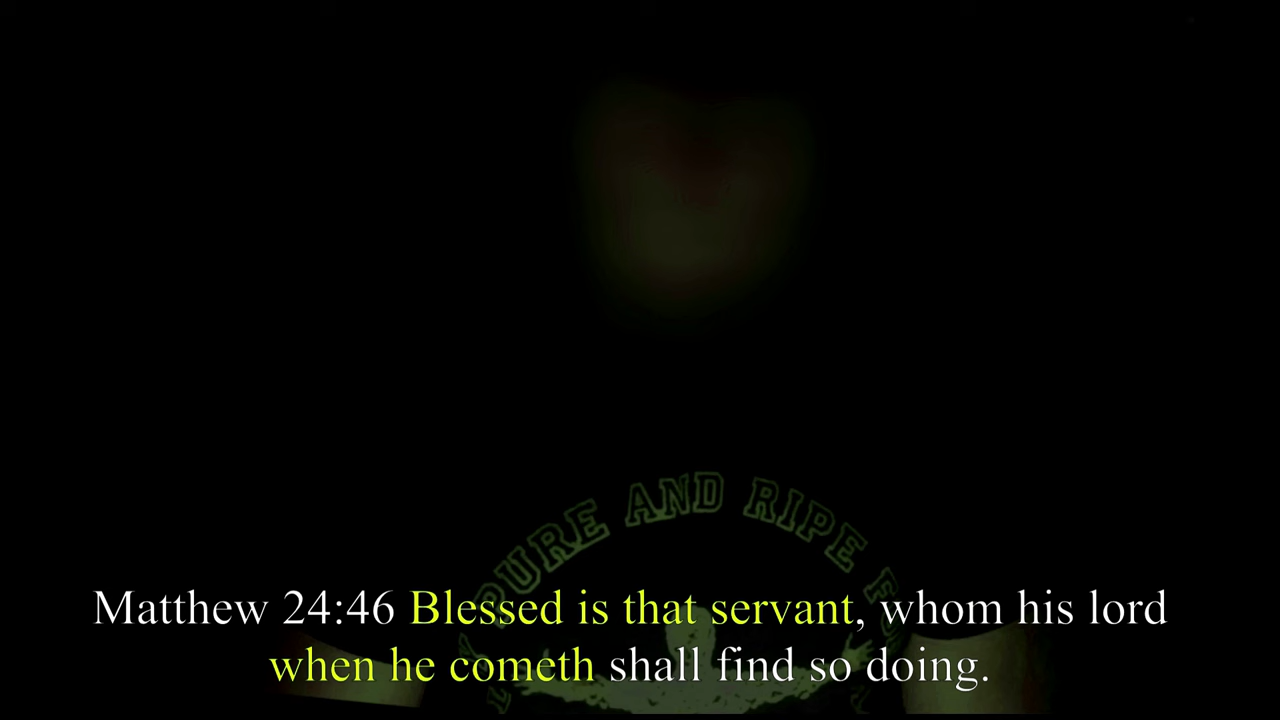 PURE AND RIPE
Matthew 24:46 Blessed is that servant, whom his lord
when he cometh shall find so doing.